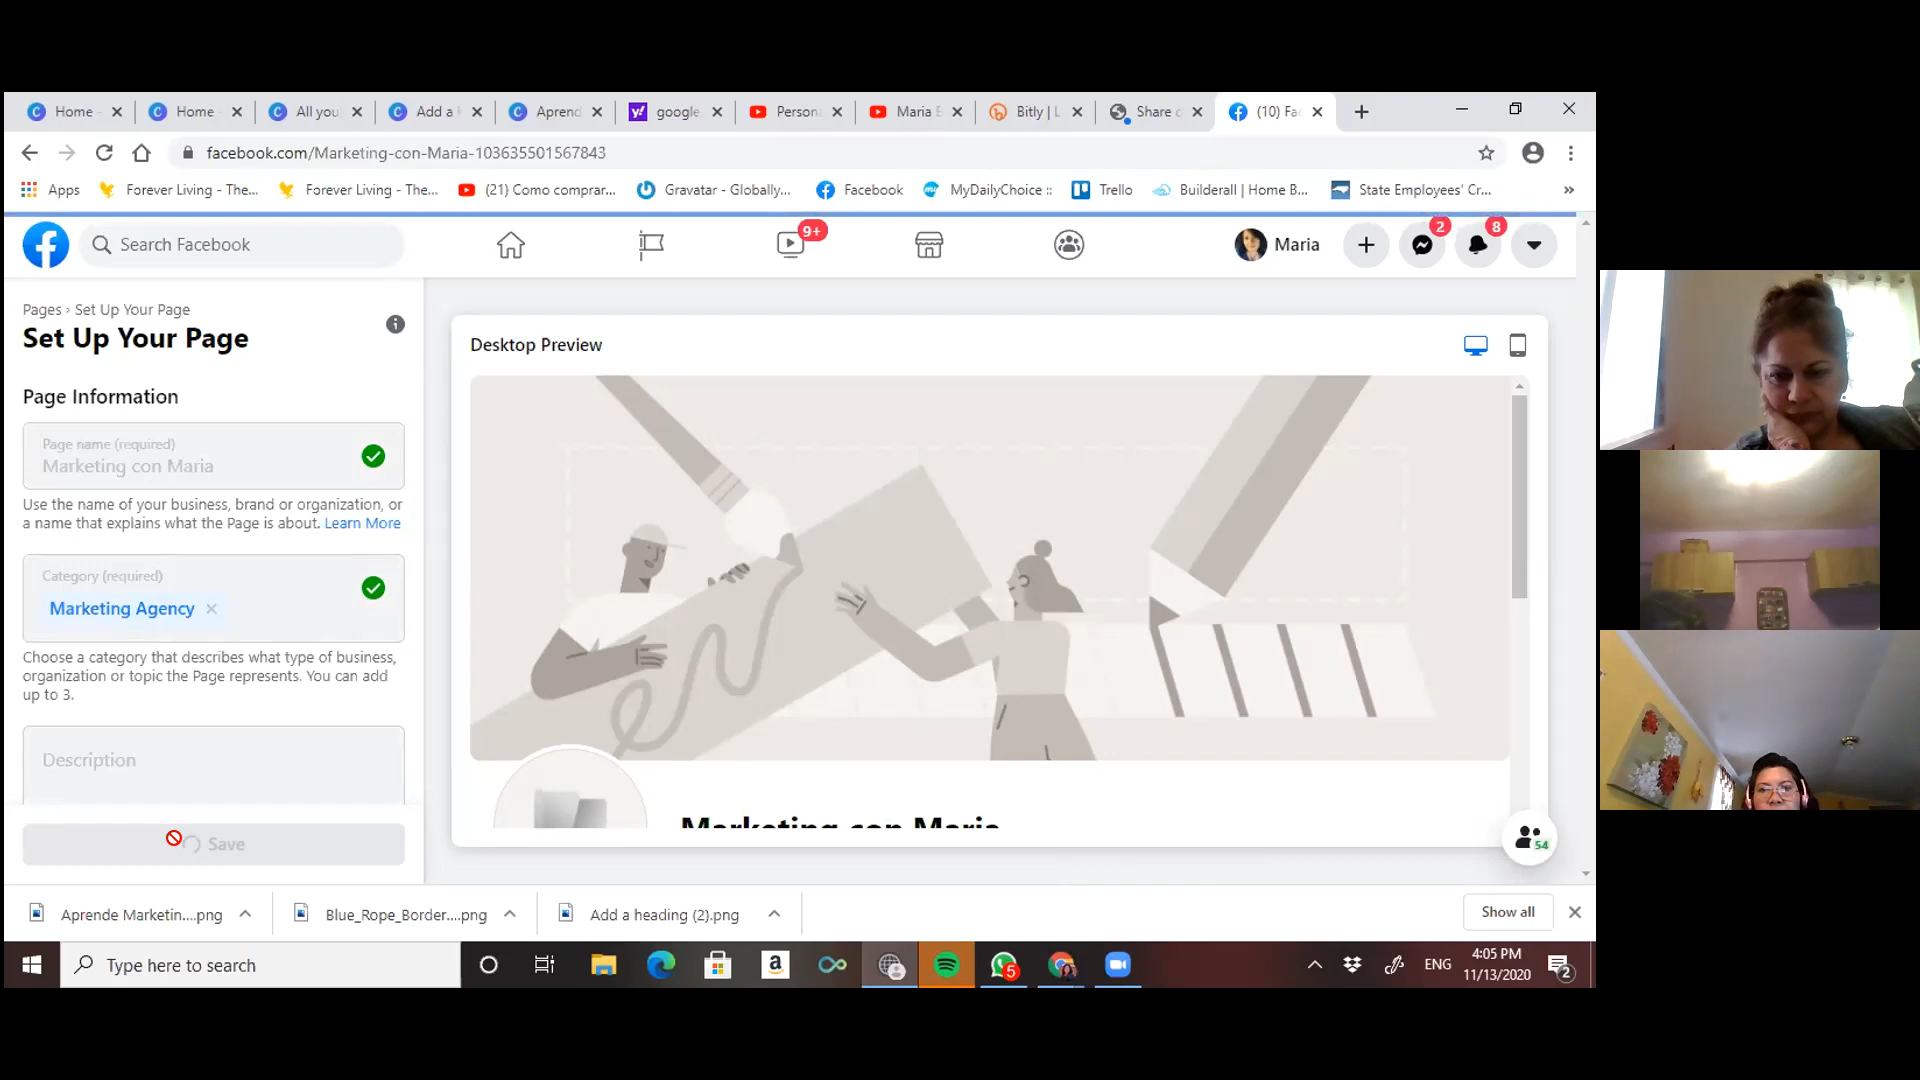 Home
Home
All you
Add a
Aprend
google
Person
Maria E
Bitly | L
Share c
(10) Fac
facebook.com/Marketing-con-Maria-103635501567843
Apps
Forever Living - The...
Forever Living - The...
(21) Como comprar...
Gravatar - Globally...
Facebook
MyDailyChoice ::
Trello
Builderall | Home B...
State Employees' Cr...
Search Facebook
9+
Maria
2
8
Pages › Set Up Your Page
Set Up Your Page
Page Information
Page name (required)
Marketing con Maria
Use the name of your business, brand or organization, or
a name that explains what the Page is about. Learn More
Category (required)
Marketing Agency
Choose a category that describes what type of business,
organization or topic the Page represents. You can add
up to 3.
Description
Save
Desktop Preview
Marketing con Maria
54
Aprende Marketin....png
Blue_Rope_Border....png
Add a heading (2).png
Show all
Type here to search
5
ENG
4:05 PM
11/13/2020
2